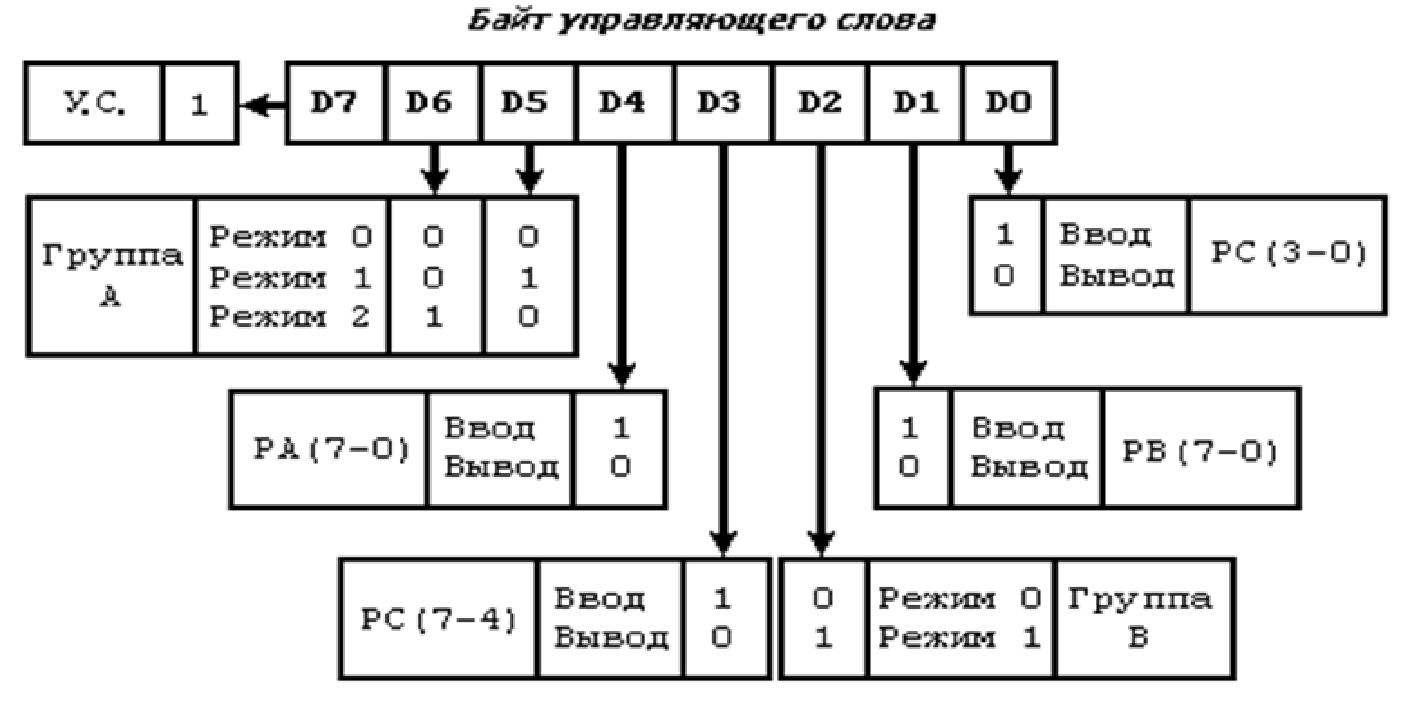 Байт управляющего слова
У.С. 1 D7 D6 D5 D4 D3 D2 D1 D0
Группа А
Режим 0 0 0
Режим 1 0 1
Режим 2 1 0
1 Ввод
0 Вывод
PC(3-0)
PA(7-0)
Ввод 1
Вывод 0
1 Ввод
0 Вывод
PB(7-0)
PC(7-4)
Ввод 1
Вывод 0
0 Режим 0
1 Режим 1
Группа В